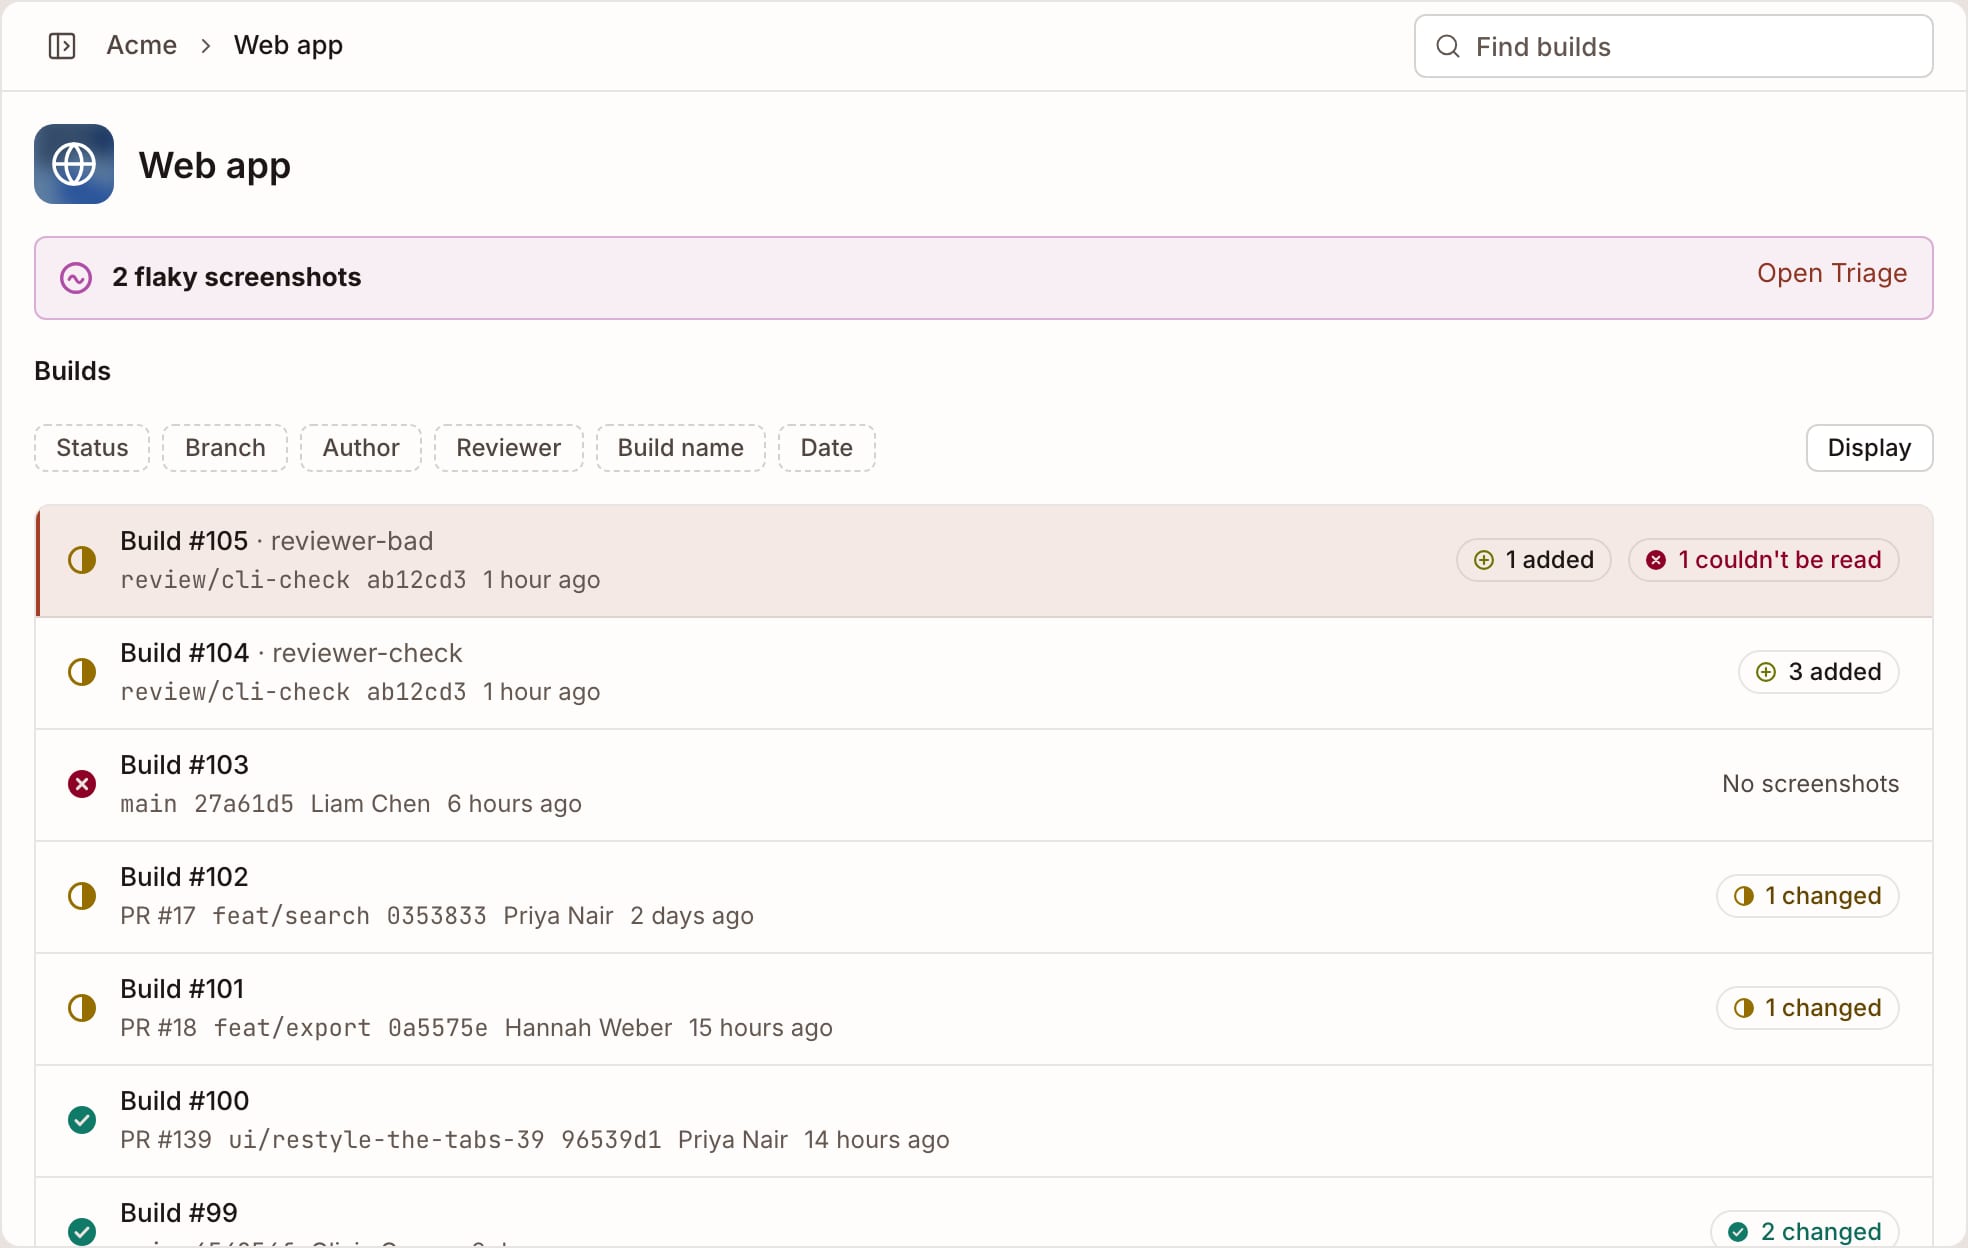 Acme > Web app
Find builds
Web app
2 flaky screenshots
Open Triage
Builds
Status Branch Author Reviewer Build name Date
Display
Build #105 · reviewer-bad
review/cli-check ab12cd3 1 hour ago
1 added
1 couldn't be read
Build #104 · reviewer-check
review/cli-check ab12cd3 1 hour ago
3 added
Build #103
main 27a61d5 Liam Chen 6 hours ago
No screenshots
Build #102
PR #17 feat/search 0353833 Priya Nair 2 days ago
1 changed
Build #101
PR #18 feat/export 0a5575e Hannah Weber 15 hours ago
1 changed
Build #100
PR #139 ui/restyle-the-tabs-39 96539d1 Priya Nair 14 hours ago
Build #99
2 changed